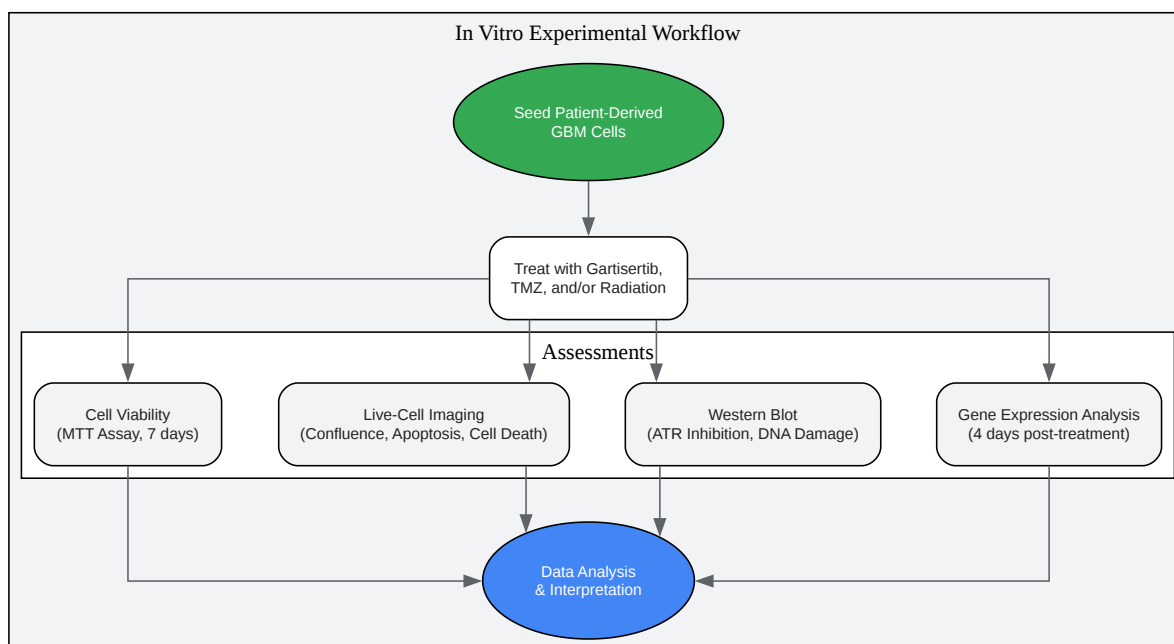 In Vitro Experimental Workflow
Seed Patient-Derived
GBM Cells
Treat with Gartisertib,
TMZ, and/or Radiation
Assessments
Cell Viability
(MTT Assay, 7 days)
Live-Cell Imaging
(Confluence, Apoptosis, Cell Death)
Western Blot
(ATR Inhibition, DNA Damage)
Gene Expression Analysis
(4 days post-treatment)
Data Analysis
& Interpretation